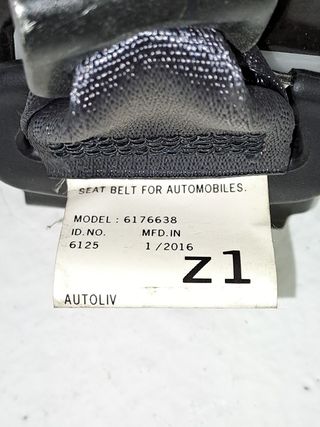 SEAT BELT FOR AUTOMOBILES.
MODEL : 6176638
ID. NO. MFD. IN
6125 1 / 2016
z1
AUTOLIV